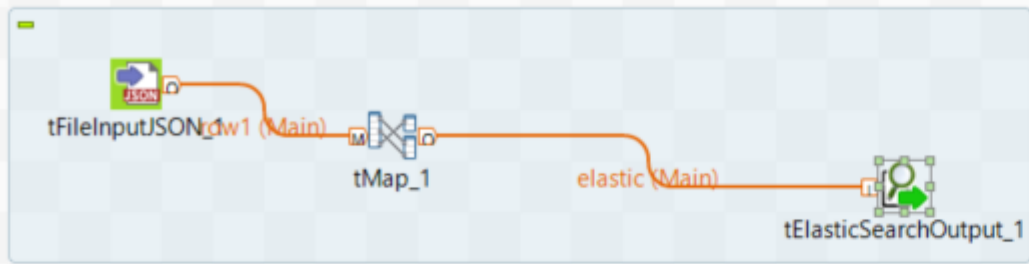 JSON
O
tFileInputJSON_1
row1 (Main)
M
O
tMap_1
elastic (Main)
I
tElasticSearchOutput_1